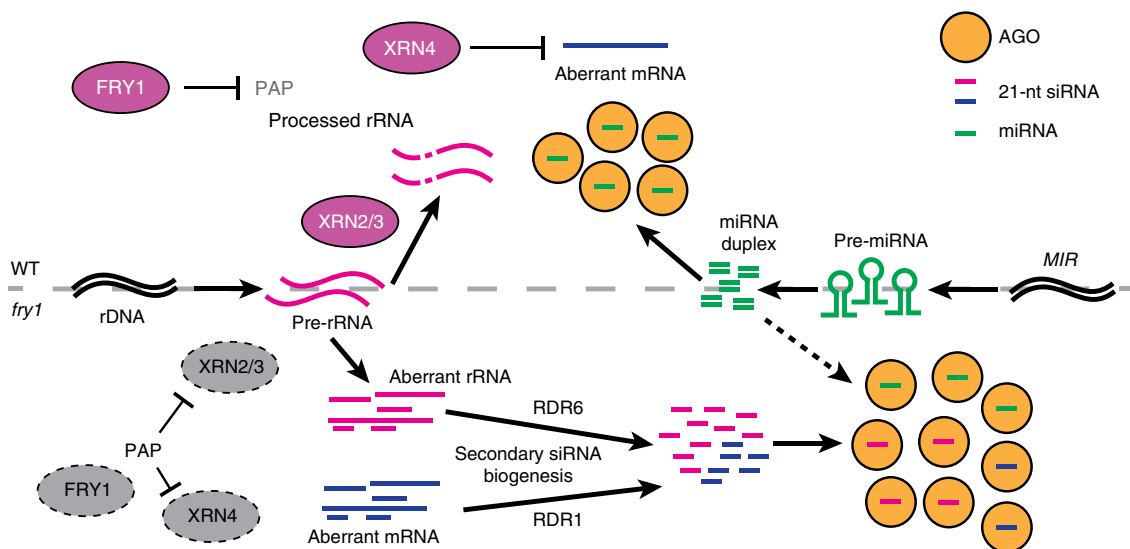 XRN4
Aberrant mRNA
AGO
FRY1
PAP
21-nt siRNA
Processed rRNA
miRNA
XRN2/3
miRNA
duplex
Pre-miRNA
MIR
WT
fry1
rDNA
Pre-rRNA
XRN2/3
Aberrant rRNA
RDR6
PAP
Secondary siRNA
biogenesis
FRY1
XRN4
RDR1
Aberrant mRNA